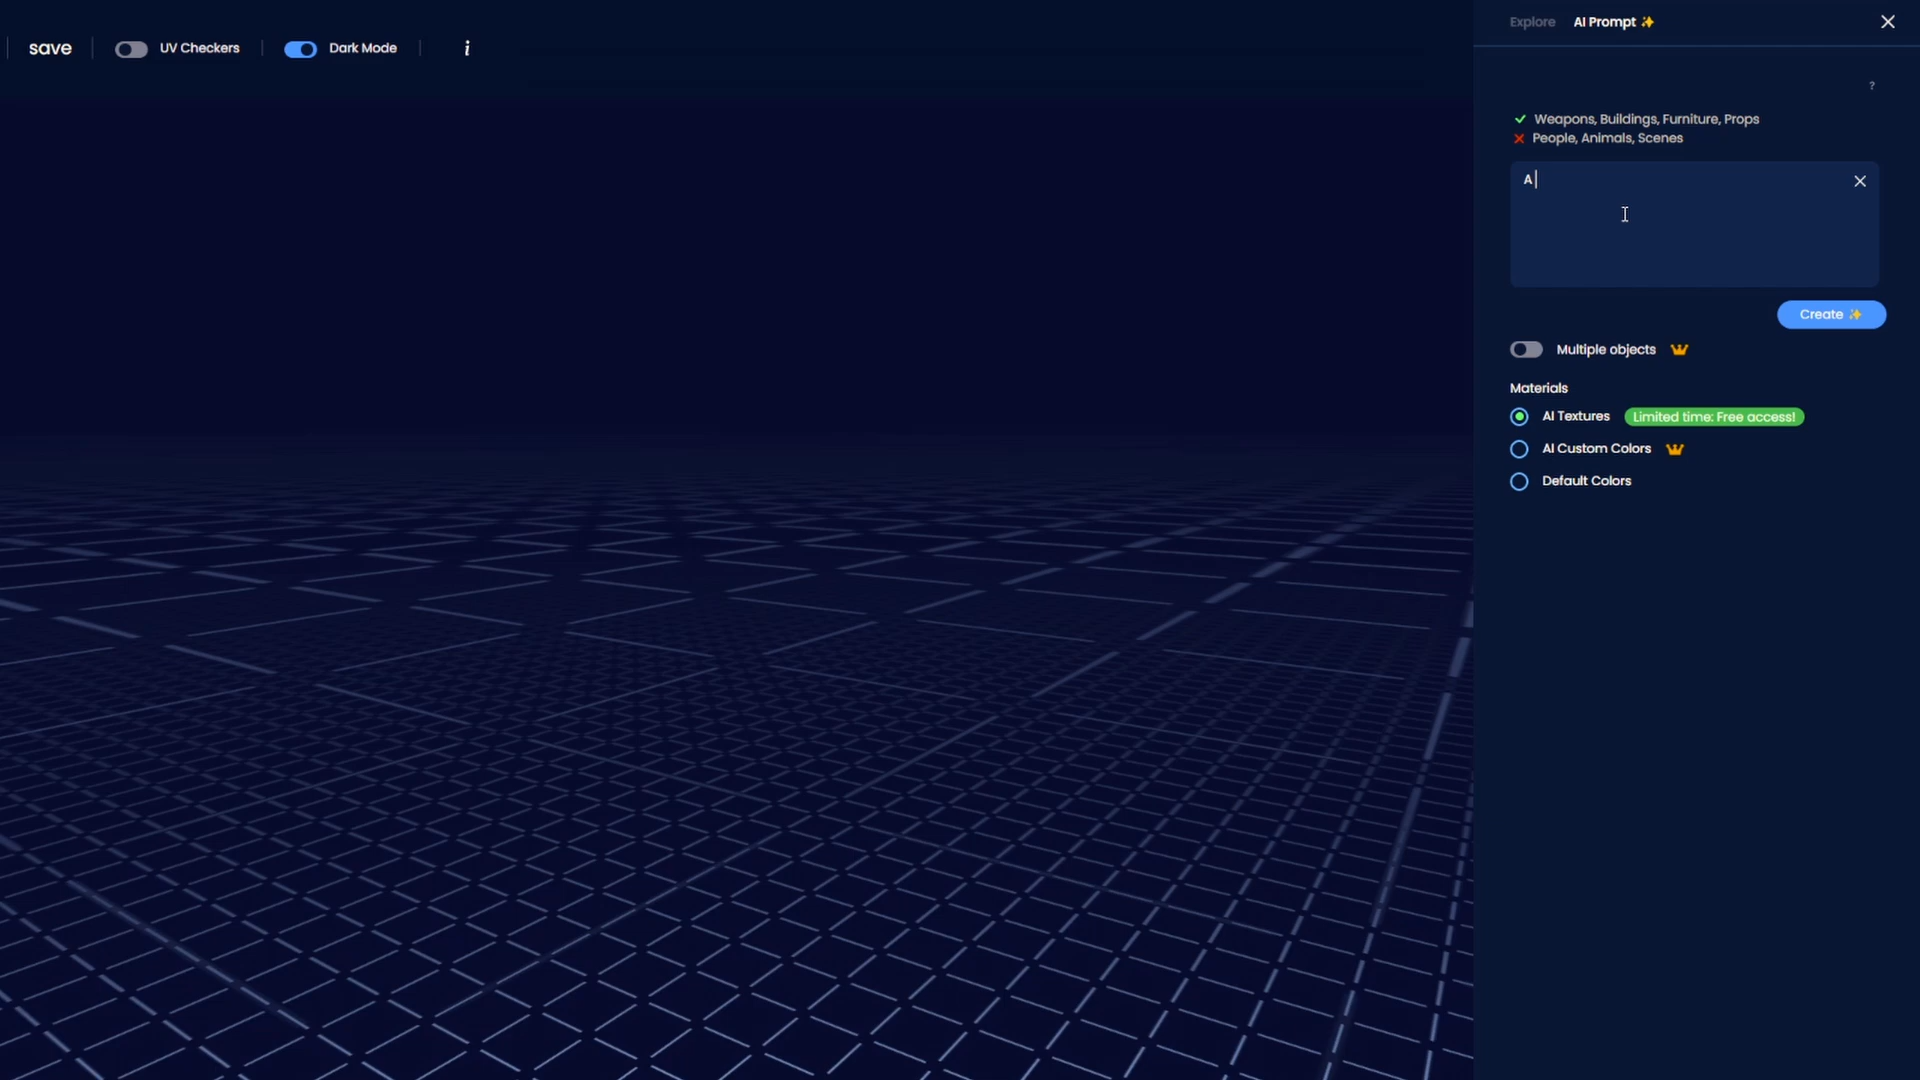 save
UV Checkers
Dark Mode
i
Explore
AI Prompt
?
Weapons, Buildings, Furniture, Props
People, Animals, Scenes
A
Create
Multiple objects
Materials
AI Textures
Limited time: Free access!
AI Custom Colors
Default Colors